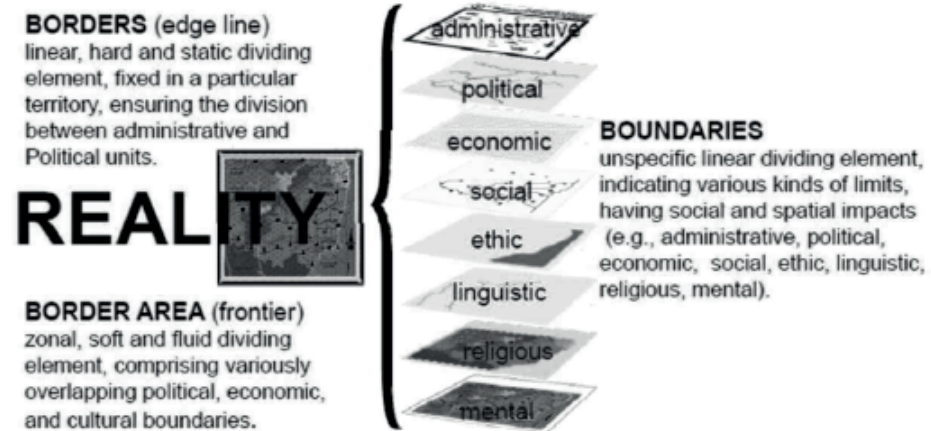 BORDERS (edge line)
linear, hard and static dividing
element, fixed in a particular
territory, ensuring the division
between administrative and
Political units.
REALITY
BORDER AREA (frontier)
zonal, soft and fluid dividing
element, comprising variously
overlapping political, economic,
and cultural boundaries.
administrative
political
economic
social
ethic
linguistic
religious
mental
BOUNDARIES
unspecific linear dividing element,
indicating various kinds of limits,
having social and spatial impacts
(e.g., administrative, political,
economic, social, ethic, linguistic,
religious, mental).